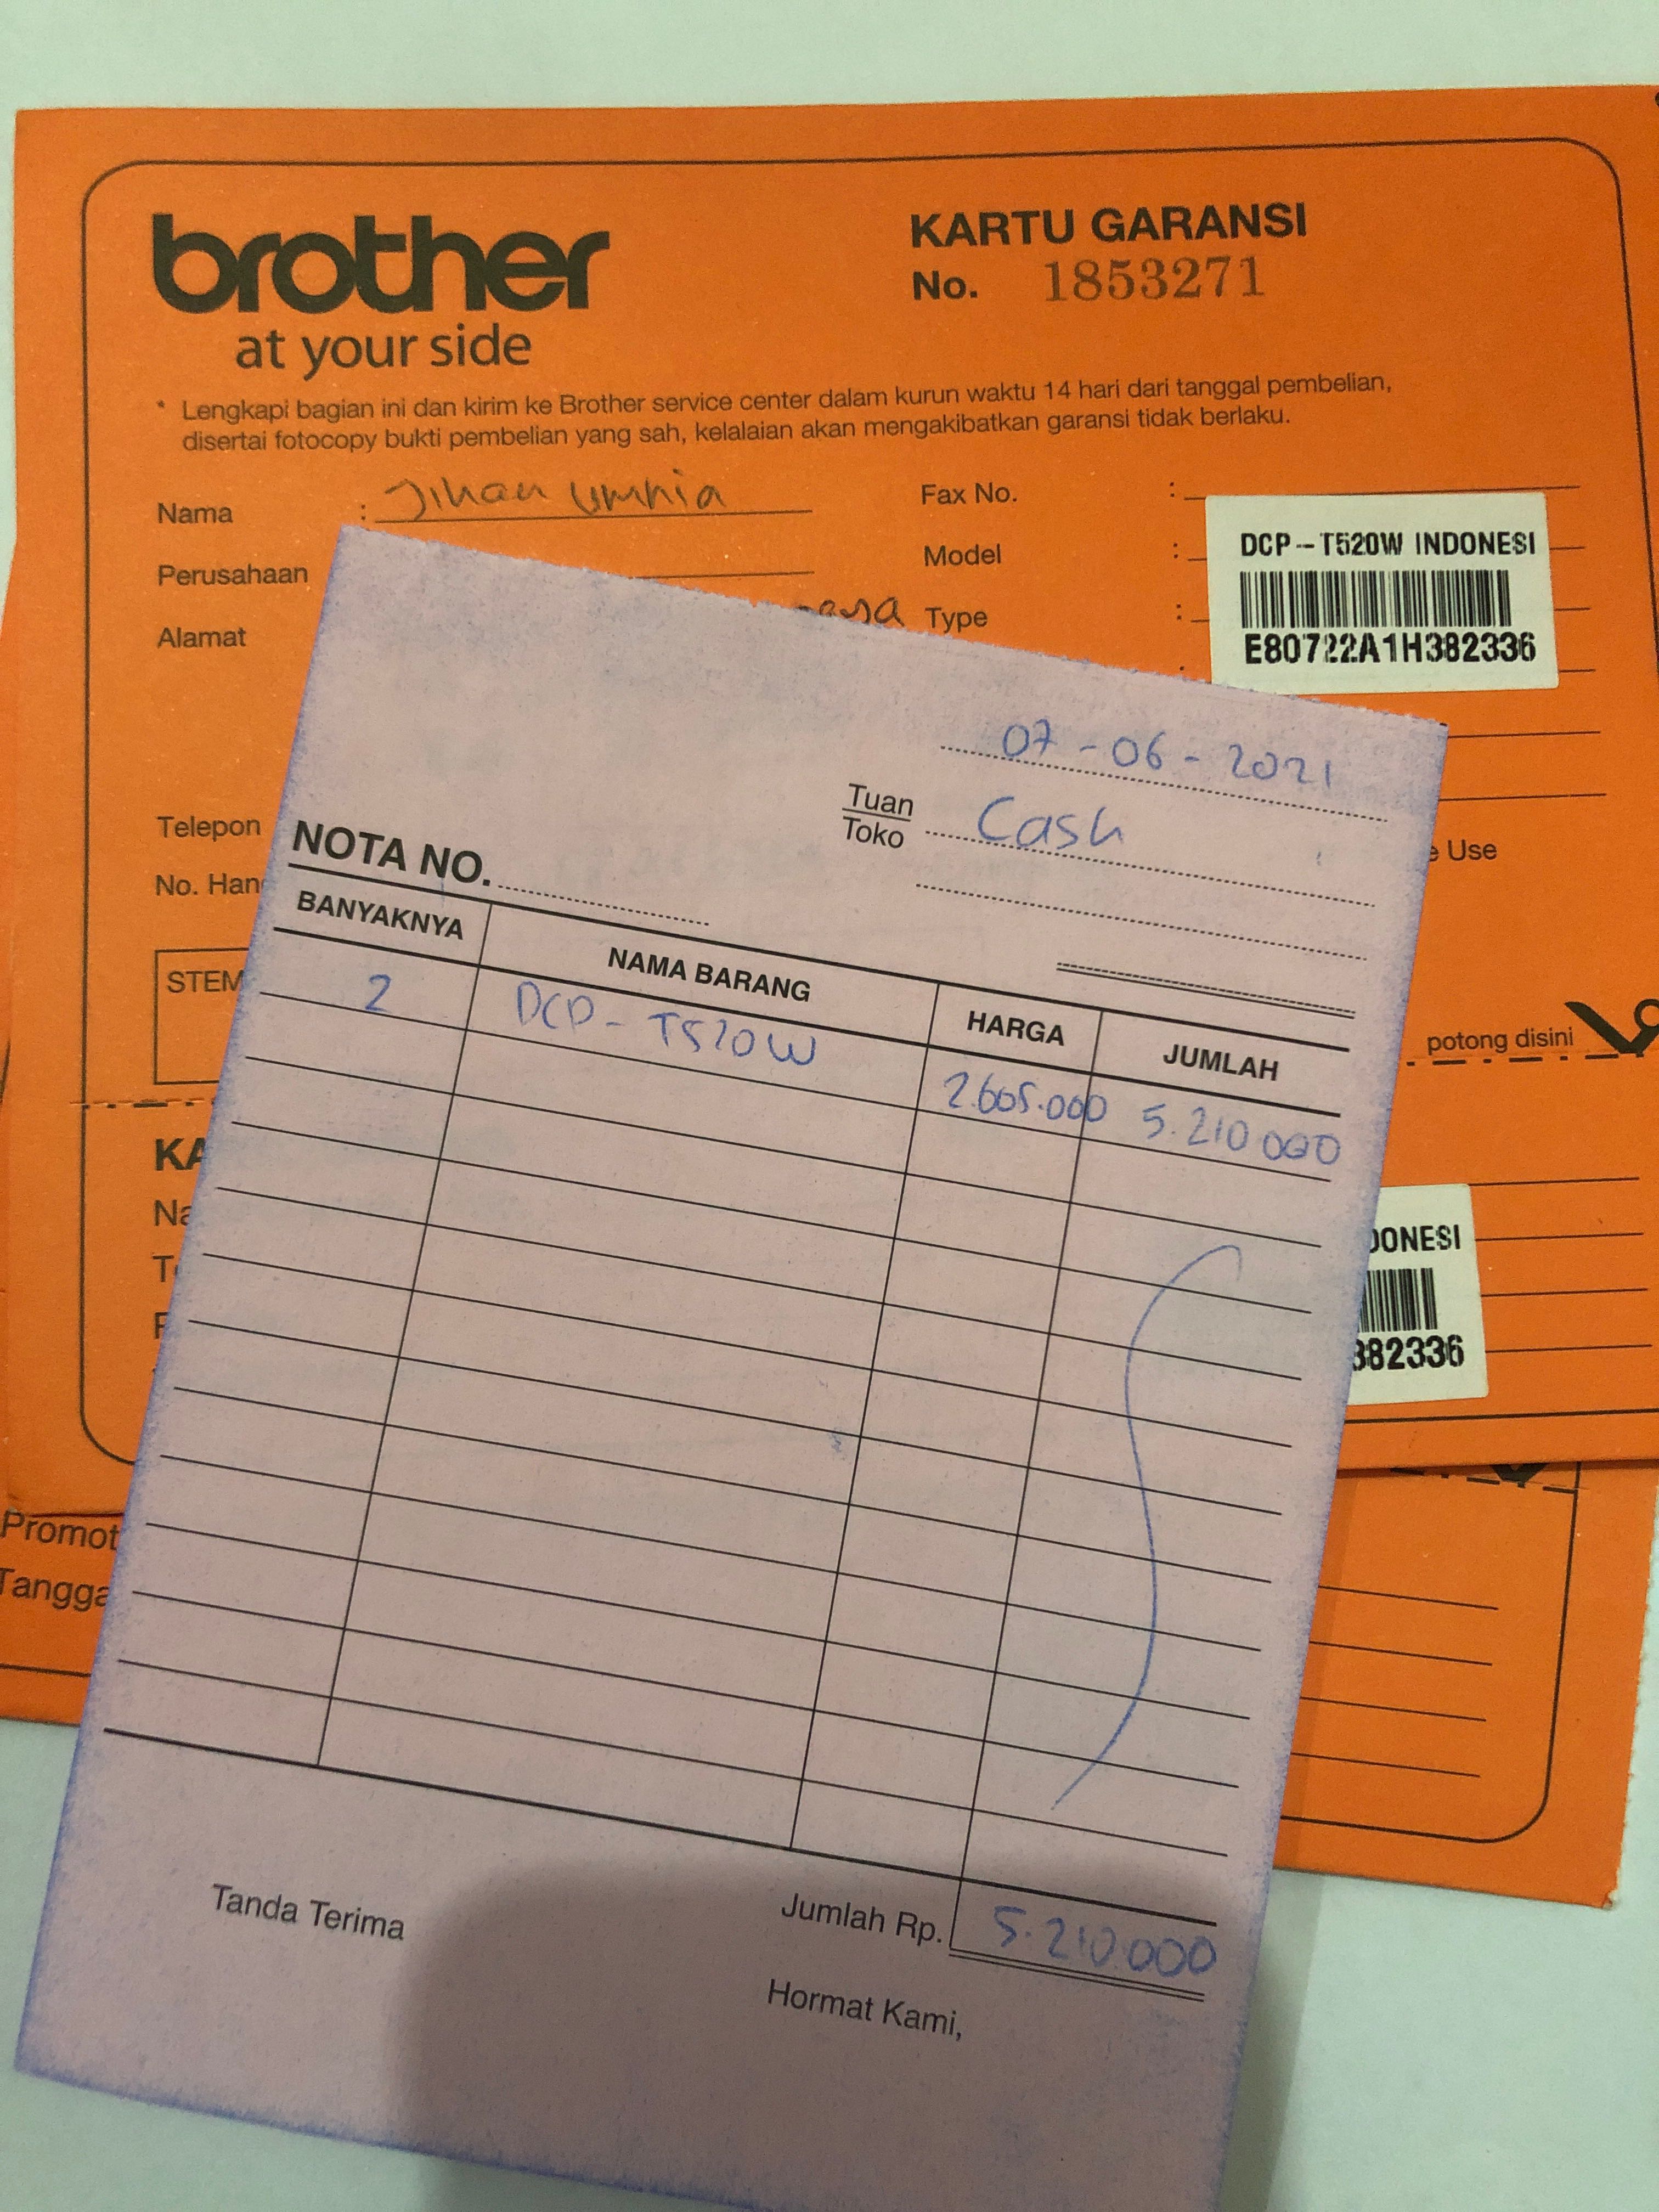 brother
at your side
KARTU GARANSI
No. 1853271
* Lengkapi bagian ini dan kirim ke Brother service center dalam kurun waktu 14 hari dari tanggal pembelian,
disertai fotocopy bukti pembelian yang sah, kelalaian akan mengakibatkan garansi tidak berlaku.
Nama : Jihan Umnia
Perusahaan
Alamat
Telepon
No. Han
STEM
Fax No. :
Model :
Type :
DCP-T520W INDONESI
E80722A1H382336
e Use
potong disini
KA
Na
DONESI
382336
Promot
Tangga
07-06-2021
Tuan
Toko Cash
NOTA NO.
BANYAKNYA NAMA BARANG HARGA JUMLAH
2 DCP-T520W 2.605.000 5.210 000
Jumlah Rp. 5.210.000
Tanda Terima
Hormat Kami,